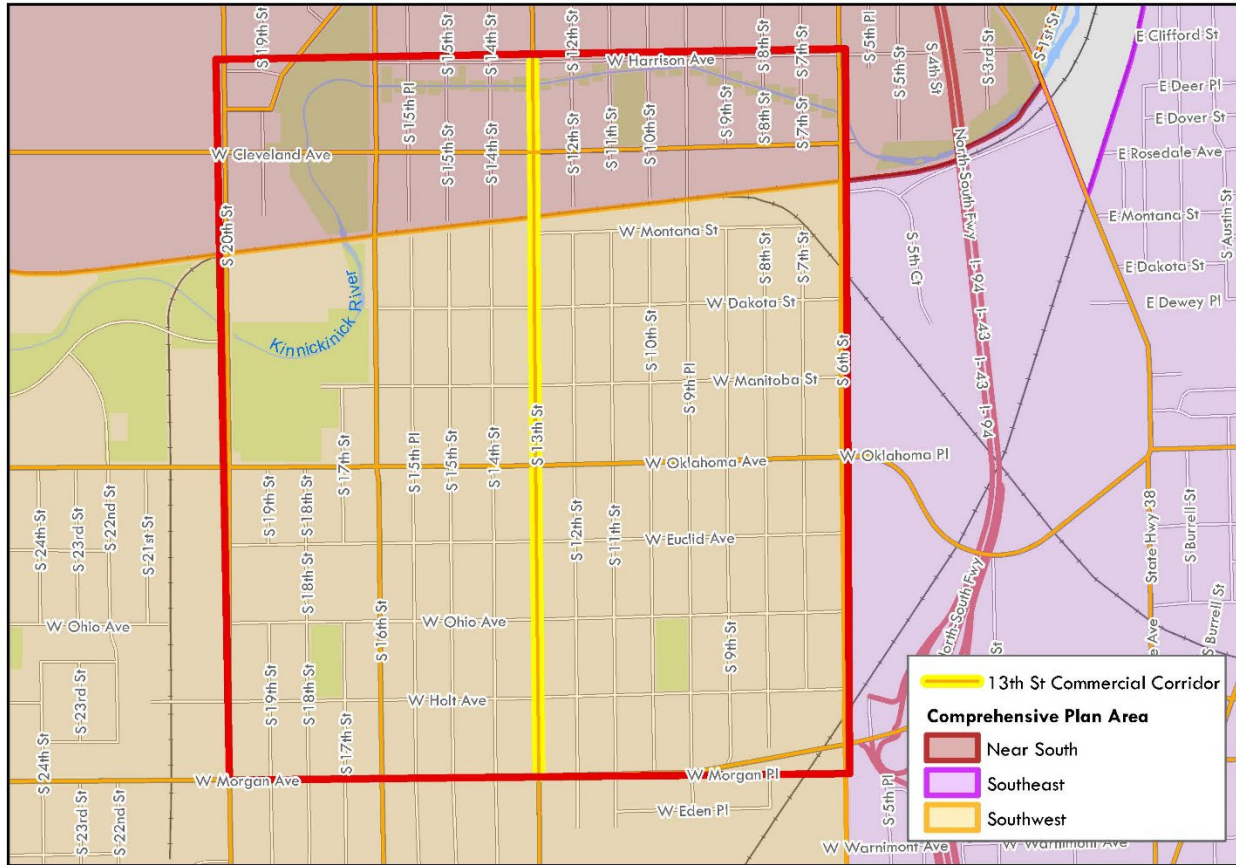 S 19th St
S 15th St
S 14th St
S 12th St
W Harrison Ave
S 8th St
S 7th St
S 5th Pl
S 5th St
S 4th St
S 3rd St
S 1st St
E Clifford St
E Deer Pl
E Dover St
E Rosedale Ave
E Montana St
S Austin St
E Dakota St
E Dewey Pl
S 15th Pl
S 15th St
S 14th St
S 12th St
S 11th St
S 10th St
S 9th St
S 8th St
S 7th St
W Cleveland Ave
S 20th St
North-South Fwy
I-94
I-43
I-43
I-94
S 5th Ct
W Montana St
S 8th St
S 7th St
W Dakota St
Kinnickinick River
S 10th St
S 9th Pl
W Manitoba St
S 6th St
S 13th St
S 17th St
S 15th Pl
S 15th St
S 14th St
W Oklahoma Ave
W Oklahoma Pl
S 24th St
S 23rd St
S 22nd St
S 21st St
S 19th St
S 18th St
S 12th St
S 11th St
W Euclid Ave
State Hwy 38
S Burrell St
S 18th St
S 16th St
W Ohio Ave
W Ohio Ave
S 9th St
North-South Fwy
S Burrell St
S 23rd St
S 19th St
S 18th St
S 17th St
W Holt Ave
S 24th St
W Morgan Ave
W Morgan Pl
S 23rd St
S 22nd St
W Eden Pl
S 5th Pl
W Warnimont Ave
W Warnimont Ave
13th St Commercial Corridor
Comprehensive Plan Area
Near South
Southeast
Southwest